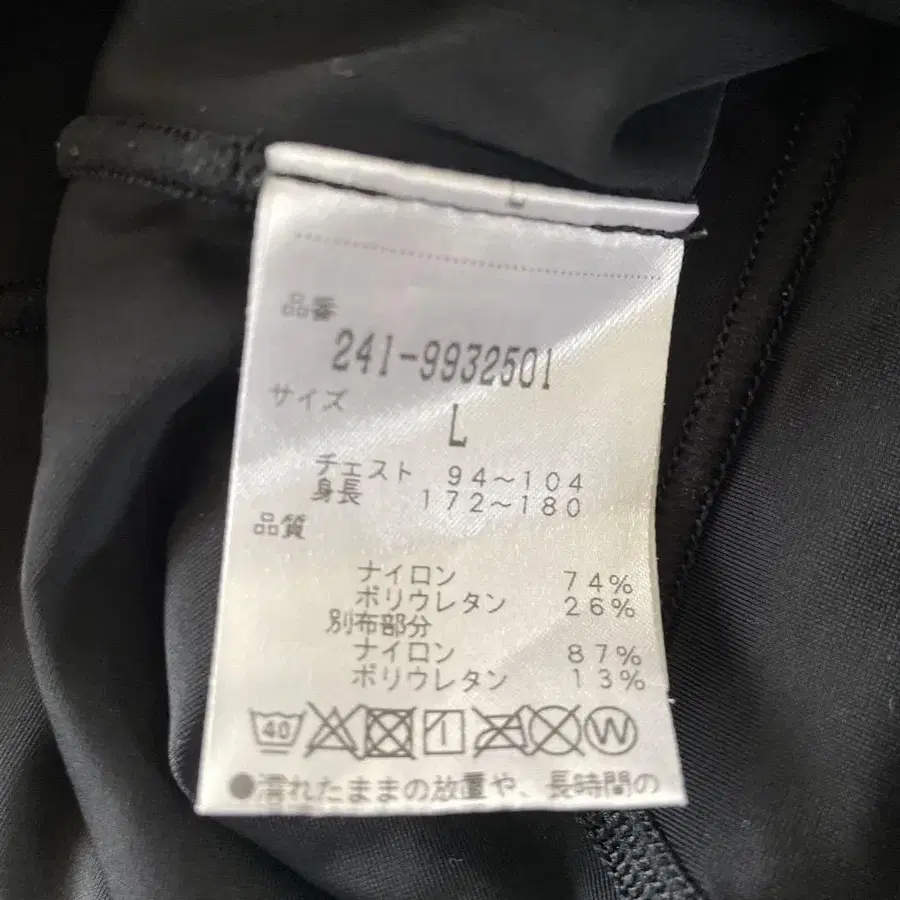 品番
241-9932501
サイズ
L
チェスト 94～104
身長 172～180
品質
ナイロン 74%
ポリウレタン 26%
別布部分
ナイロン 87%
ポリウレタン 13%
40
W
●濡れたままの放置や、長時間の